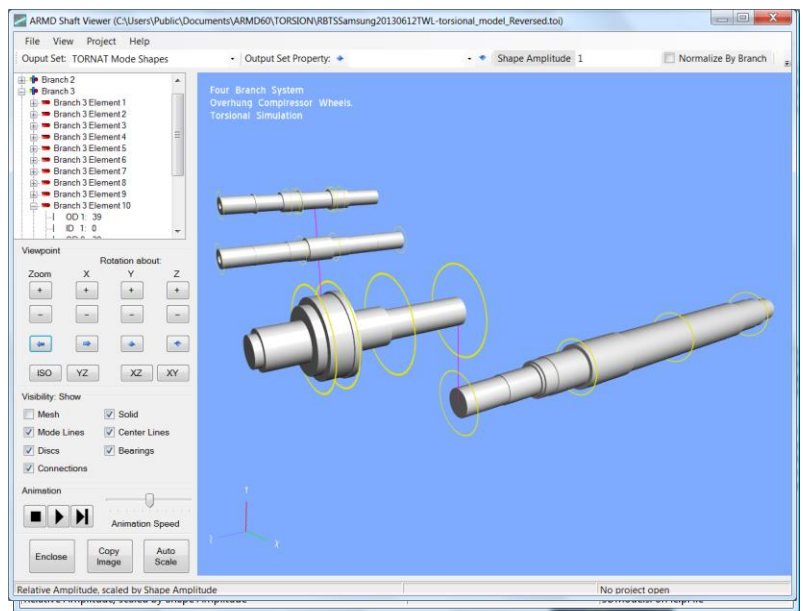 ARMD Shaft Viewer (C:\Users\Public\Documents\ARMD60\TORSION\RBTSSamsung20130612TWL-torsional_model_Reversed.toi)
File View Project Help
Ouput Set: TORNAT Mode Shapes Output Set Property: Shape Amplitude 1 Normalize By Branch
Branch 2
Branch 3
Branch 3 Element 1
Branch 3 Element 2
Branch 3 Element 3
Branch 3 Element 4
Branch 3 Element 5
Branch 3 Element 6
Branch 3 Element 7
Branch 3 Element 8
Branch 3 Element 9
Branch 3 Element 10
OD 1: 39
ID 1: 0
Four Branch System
Overhung Compiressor Wheels.
Torsional Simulation
Viewpoint
Rotation about:
Zoom X Y Z
+ + + +
- - - -
ISO YZ XZ XY
Visibility: Show
Mesh Solid
Mode Lines Center Lines
Discs Bearings
Connections
Animation
Animation Speed
Enclose Copy Image Auto Scale
Y
X
Relative Amplitude, scaled by Shape Amplitude No project open